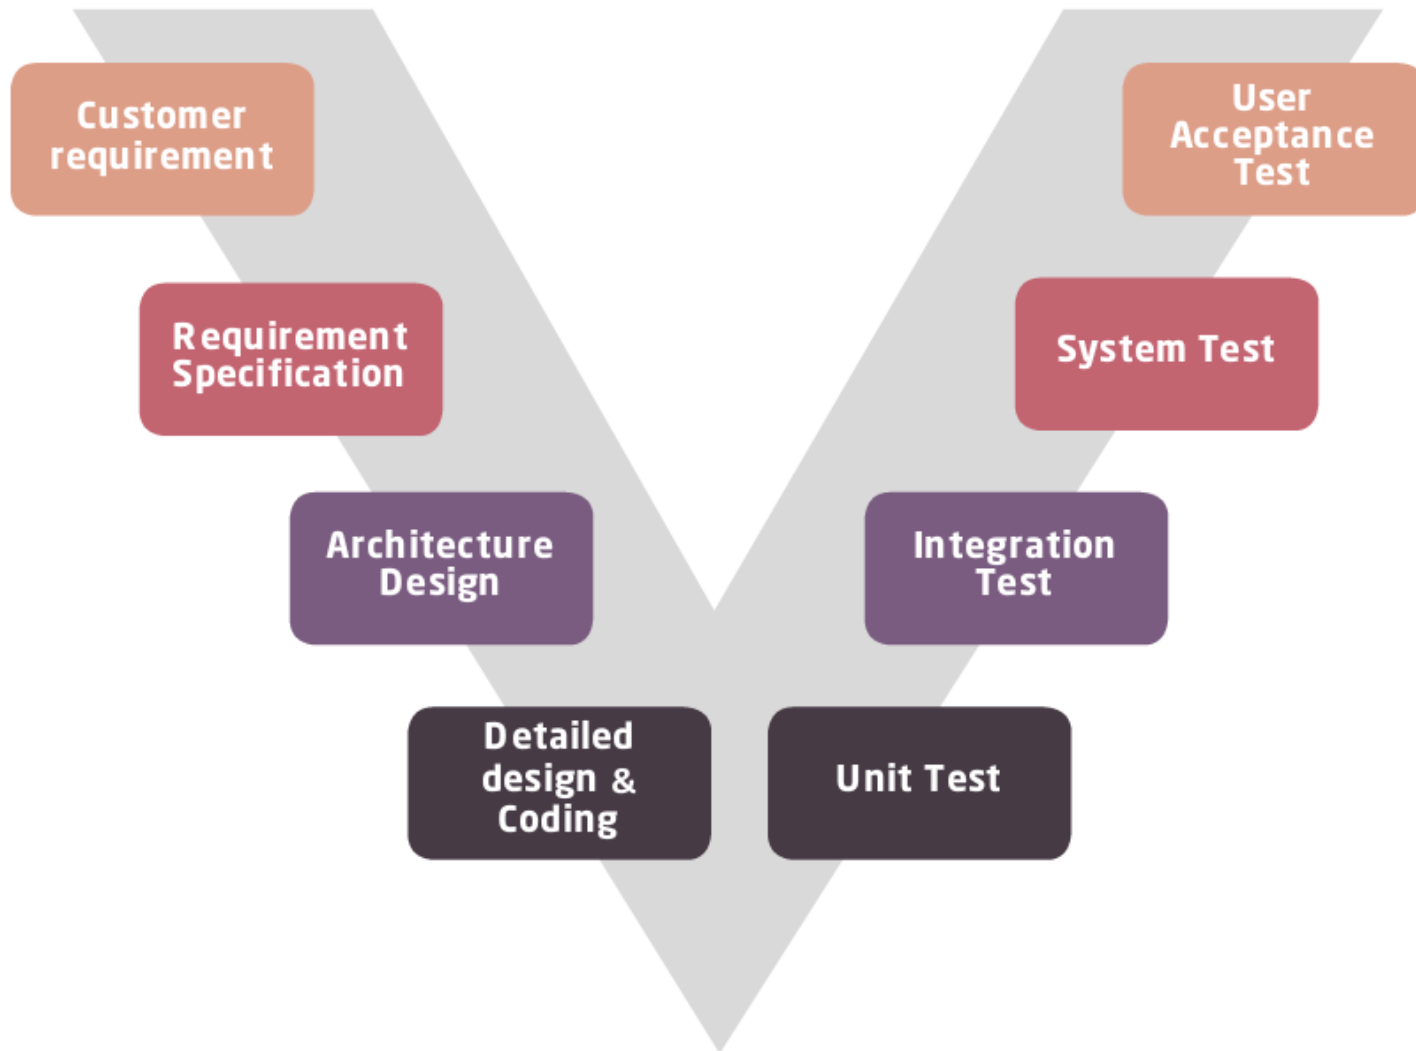 Customer
requirement
User
Acceptance
Test
Requirement
Specification
System Test
Architecture
Design
Integration
Test
Detailed
design &
Coding
Unit Test